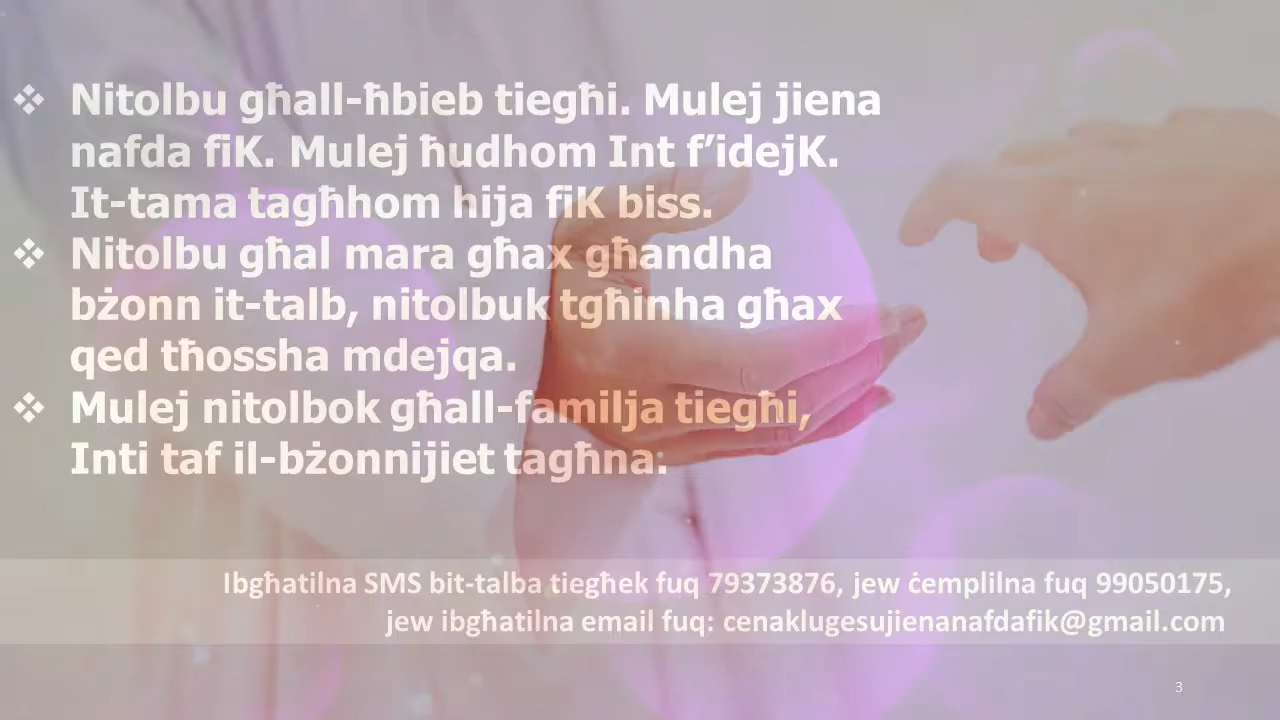 ❖ Nitolbu għall-ħbieb tiegħi. Mulej jiena
nafda fiK. Mulej ħudhom Int f’idejK.
It-tama tagħhom hija fiK biss.
❖ Nitolbu għal mara għax għandha
bżonn it-talb, nitolbuk tgħinha għax
qed tħossha mdejqa.
❖ Mulej nitolbok għall-familja tiegħi,
Inti taf il-bżonnijiet tagħna.
Ibgħatilna SMS bit-talba tiegħek fuq 79373876, jew ċemplilna fuq 99050175,
jew ibgħatilna email fuq: cenaklugesujienanafdafik@gmail.com
3